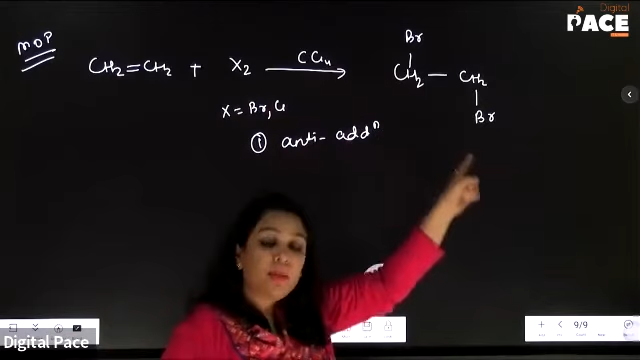 Digital
PACE
MOP
CH2=CH2 + X2
CCl4
Br
CH2 — CH2
Br
X = Br, Cl
① anti- addⁿ
9/9
Digital Pace